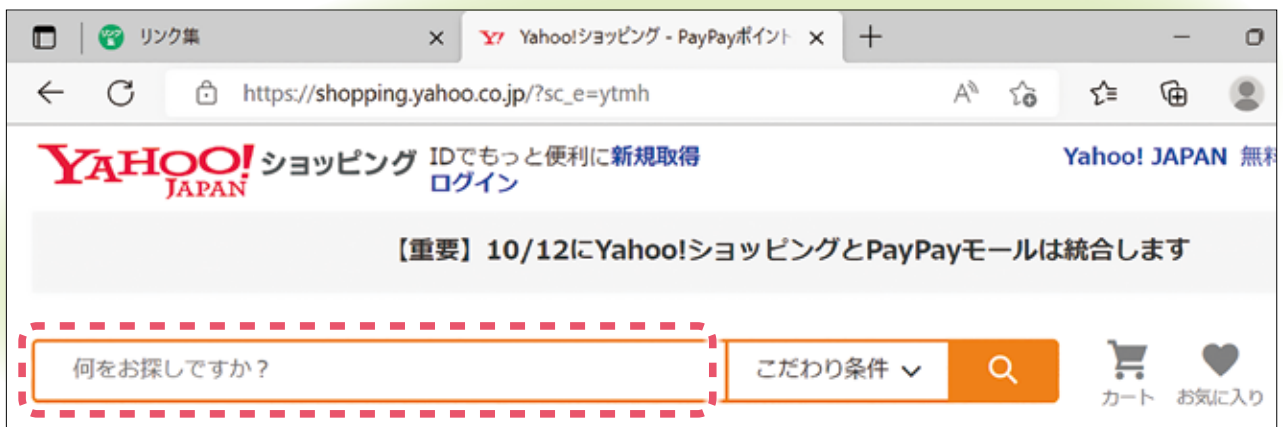 リンク集
Yahoo!ショッピング - PayPayポイント
https://shopping.yahoo.co.jp/?sc_e=ytmh
YAHOO! JAPAN ショッピング
IDでもっと便利に新規取得
ログイン
Yahoo! JAPAN 無料
【重要】10/12にYahoo!ショッピングとPayPayモールは統合します
何をお探しですか？
こだわり条件
カート お気に入り